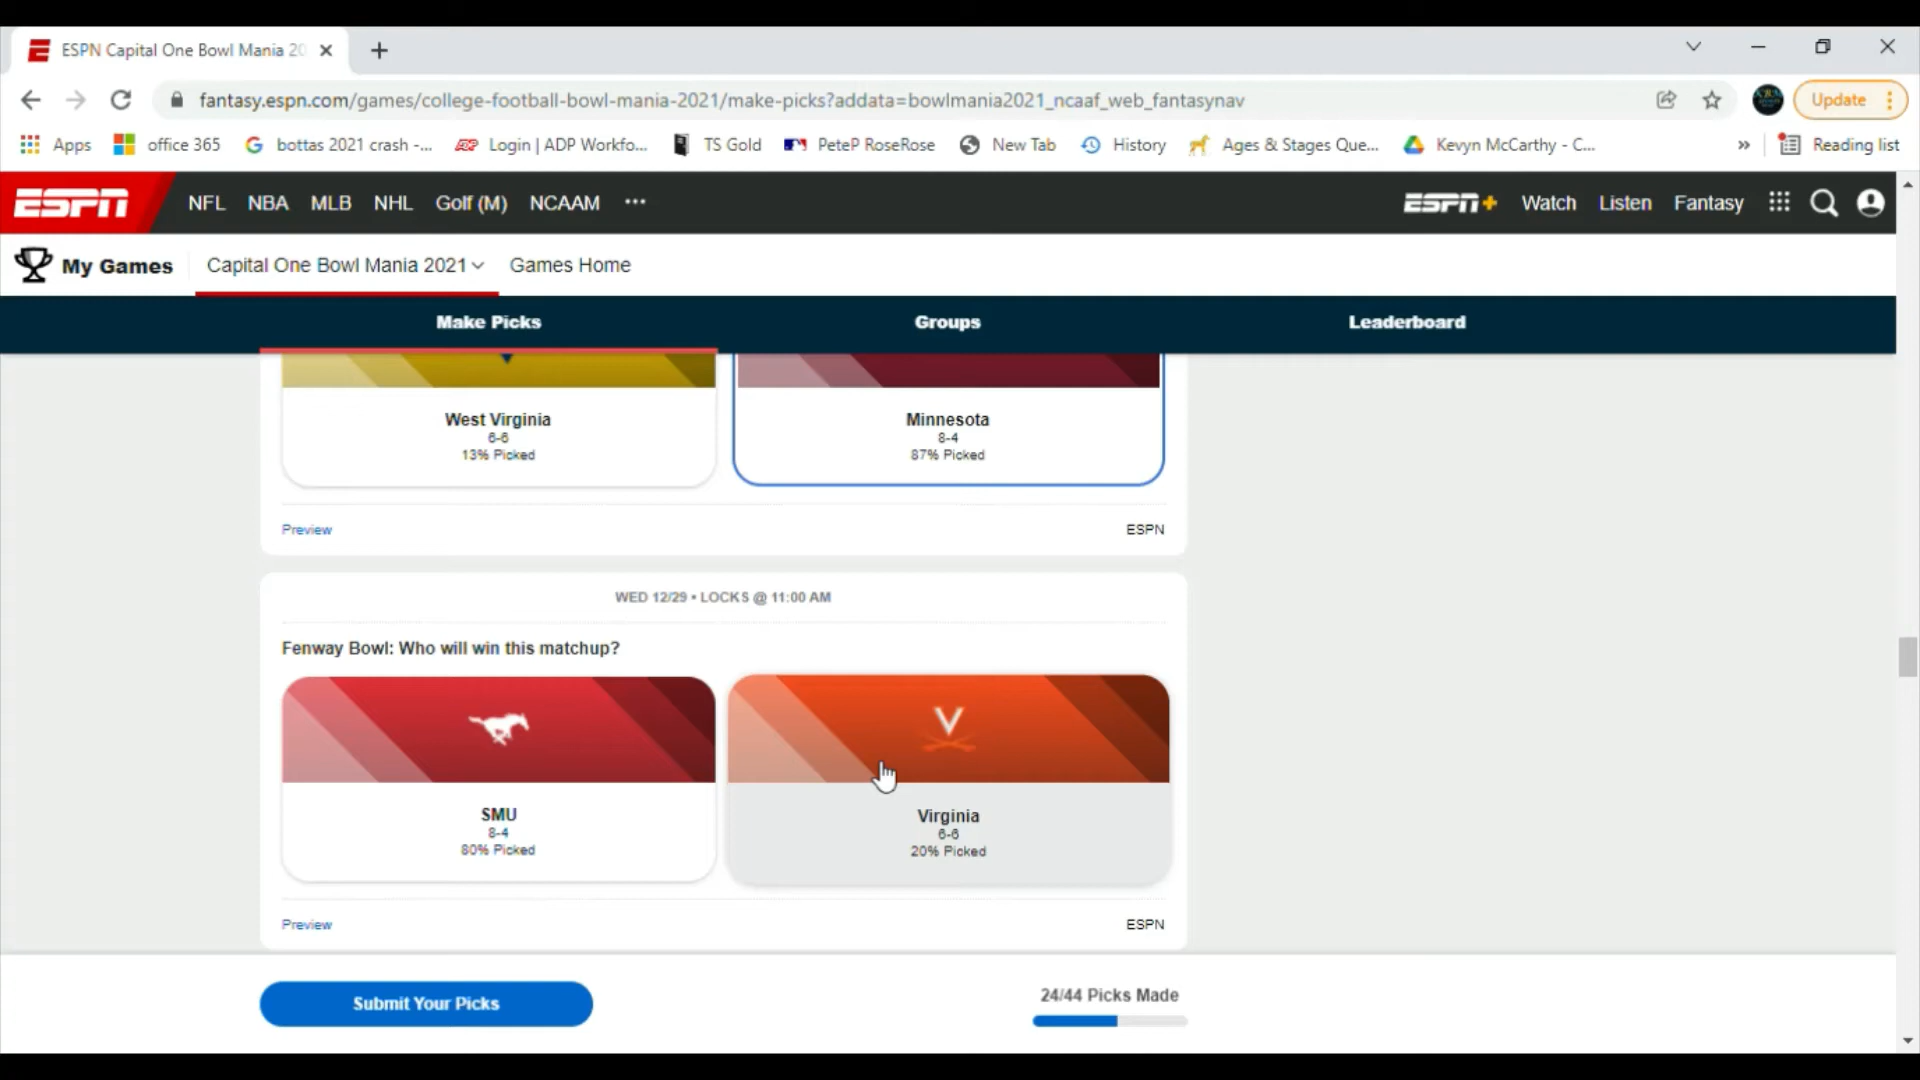 ESPN Capital One Bowl Mania 20
fantasy.espn.com/games/college-football-bowl-mania-2021/make-picks?addata=bowlmania2021_ncaaf_web_fantasynav
Update
Apps office 365 bottas 2021 crash -... Login | ADP Workfo... TS Gold PeteP RoseRose New Tab History Ages & Stages Que... Kevyn McCarthy - C... » Reading list
ESPN NFL NBA MLB NHL Golf (M) NCAAM ··· ESPN+ Watch Listen Fantasy
My Games Capital One Bowl Mania 2021 Games Home
Make Picks Groups Leaderboard
West Virginia Minnesota
6-6 8-4
13% Picked 87% Picked
Preview ESPN
WED 12/29 • LOCKS @ 11:00 AM
Fenway Bowl: Who will win this matchup?
SMU Virginia
8-4 6-6
80% Picked 20% Picked
Preview ESPN
Submit Your Picks 24/44 Picks Made